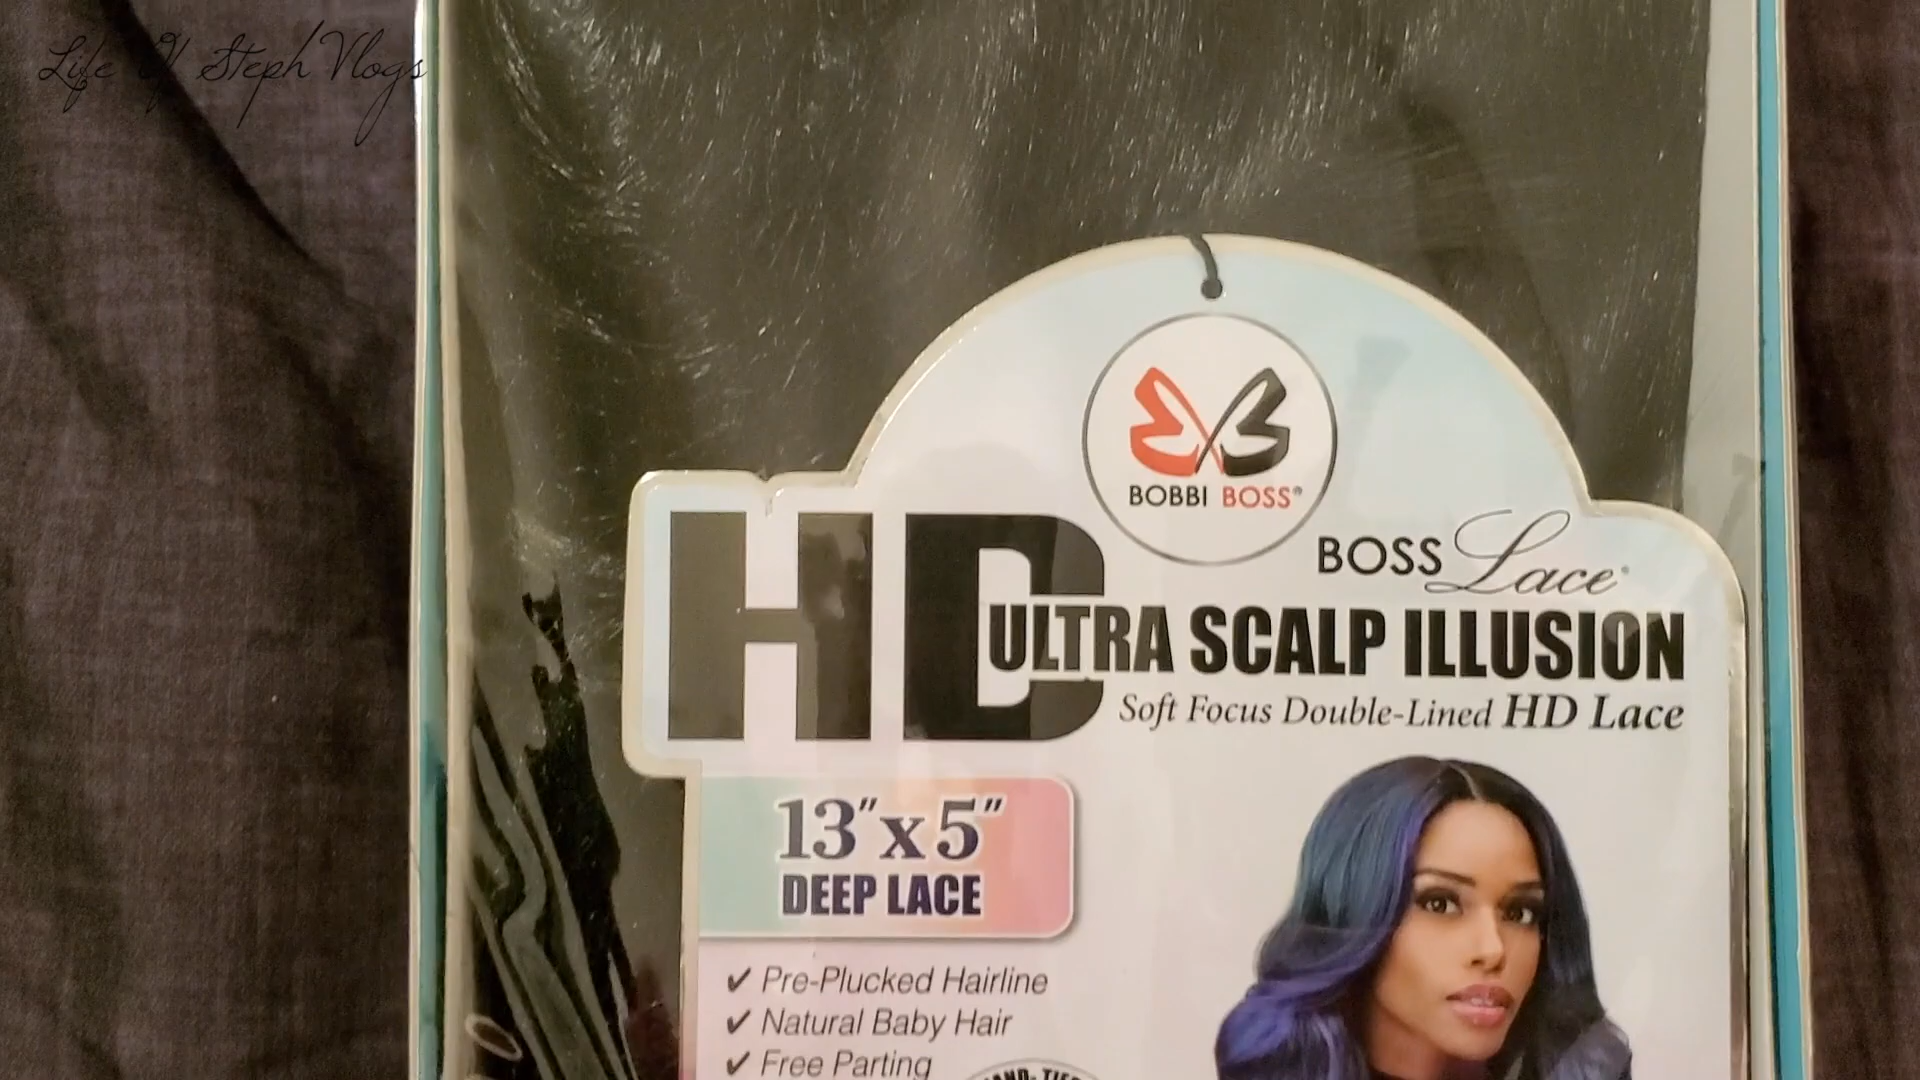 Life Of Steph Vlogs
BOBBI BOSS®
BOSS Lace
HD
ULTRA SCALP ILLUSION
Soft Focus Double-Lined HD Lace
13" x 5"
DEEP LACE
✓ Pre-Plucked Hairline
✓ Natural Baby Hair
✓ Free Parting